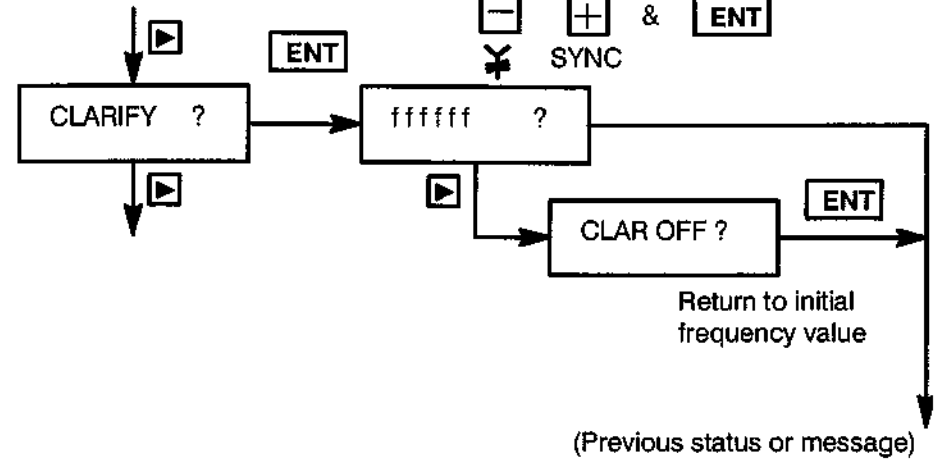 − + & ENT
SYNC
ENT
CLARIFY ?
ffffff ?
CLAR OFF ?
ENT
Return to initial
frequency value
(Previous status or message)